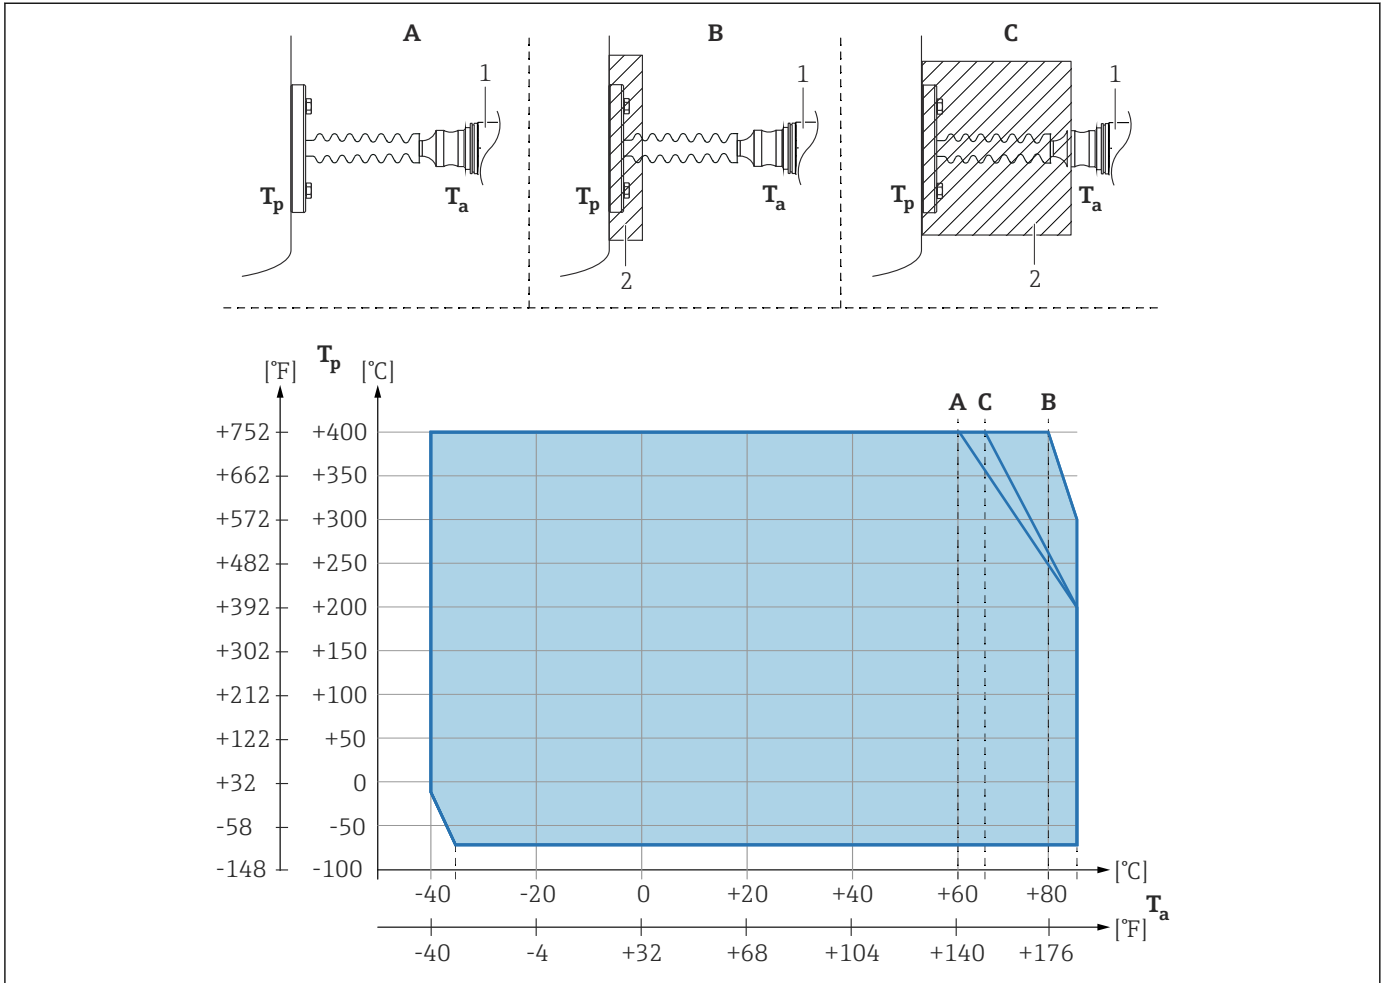 A B C
1 1 1
Tp Ta Tp Ta Tp Ta
2 2
[°F] Tp [°C]
A C B
+752 +400
+662 +350
+572 +300
+482 +250
+392 +200
+302 +150
+212 +100
+122 +50
+32 0
-58 -50
-148 -100
[°C]
-40 -20 0 +20 +40 +60 +80
Ta
[°F]
-40 -4 +32 +68 +104 +140 +176